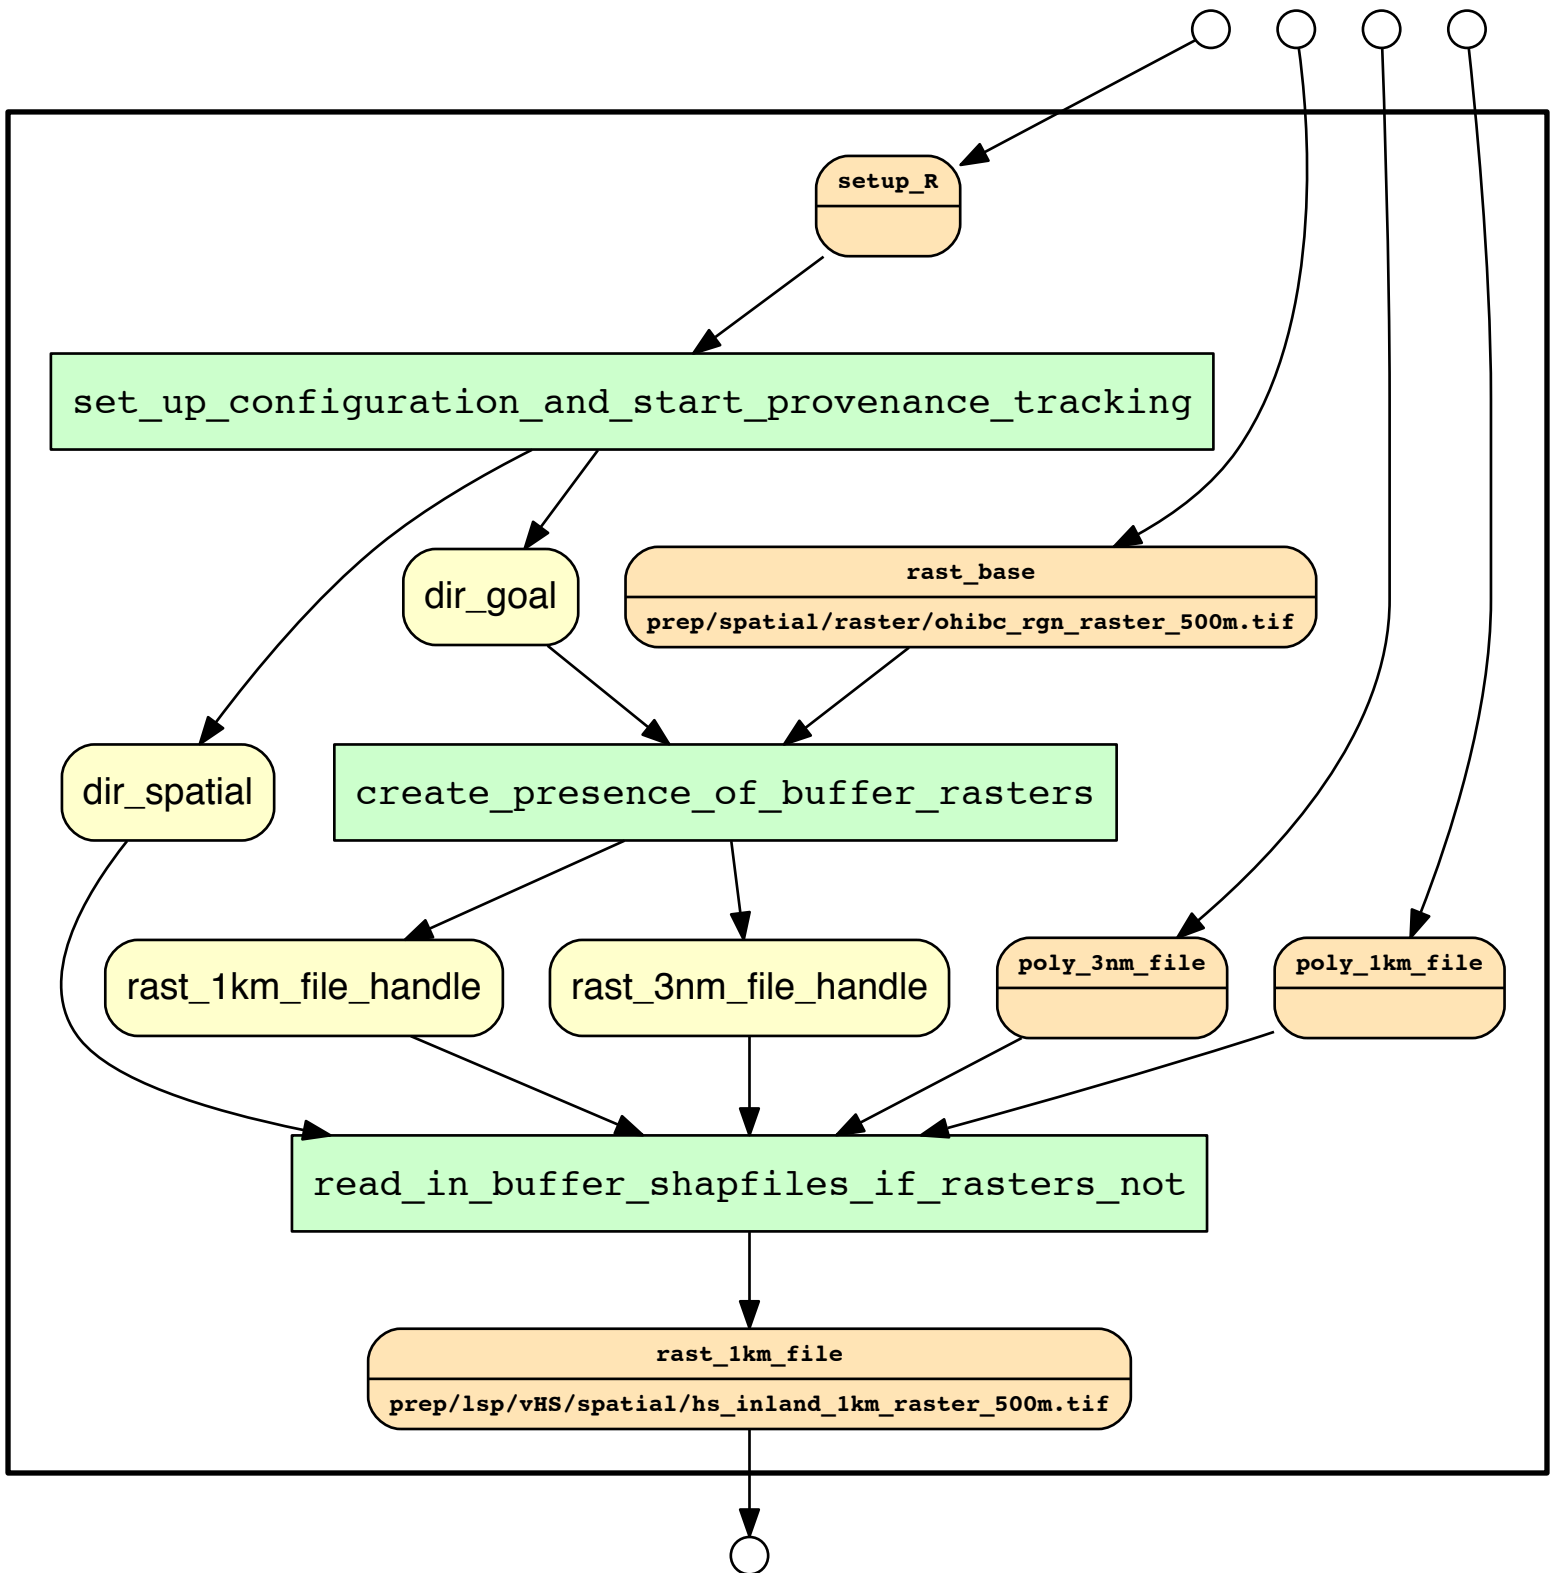 setup_R
set_up_configuration_and_start_provenance_tracking
dir_goal
rast_base
prep/spatial/raster/ohibc_rgn_raster_500m.tif
dir_spatial
create_presence_of_buffer_rasters
rast_1km_file_handle
rast_3nm_file_handle
poly_3nm_file
poly_1km_file
read_in_buffer_shapfiles_if_rasters_not
rast_1km_file
prep/lsp/vHS/spatial/hs_inland_1km_raster_500m.tif